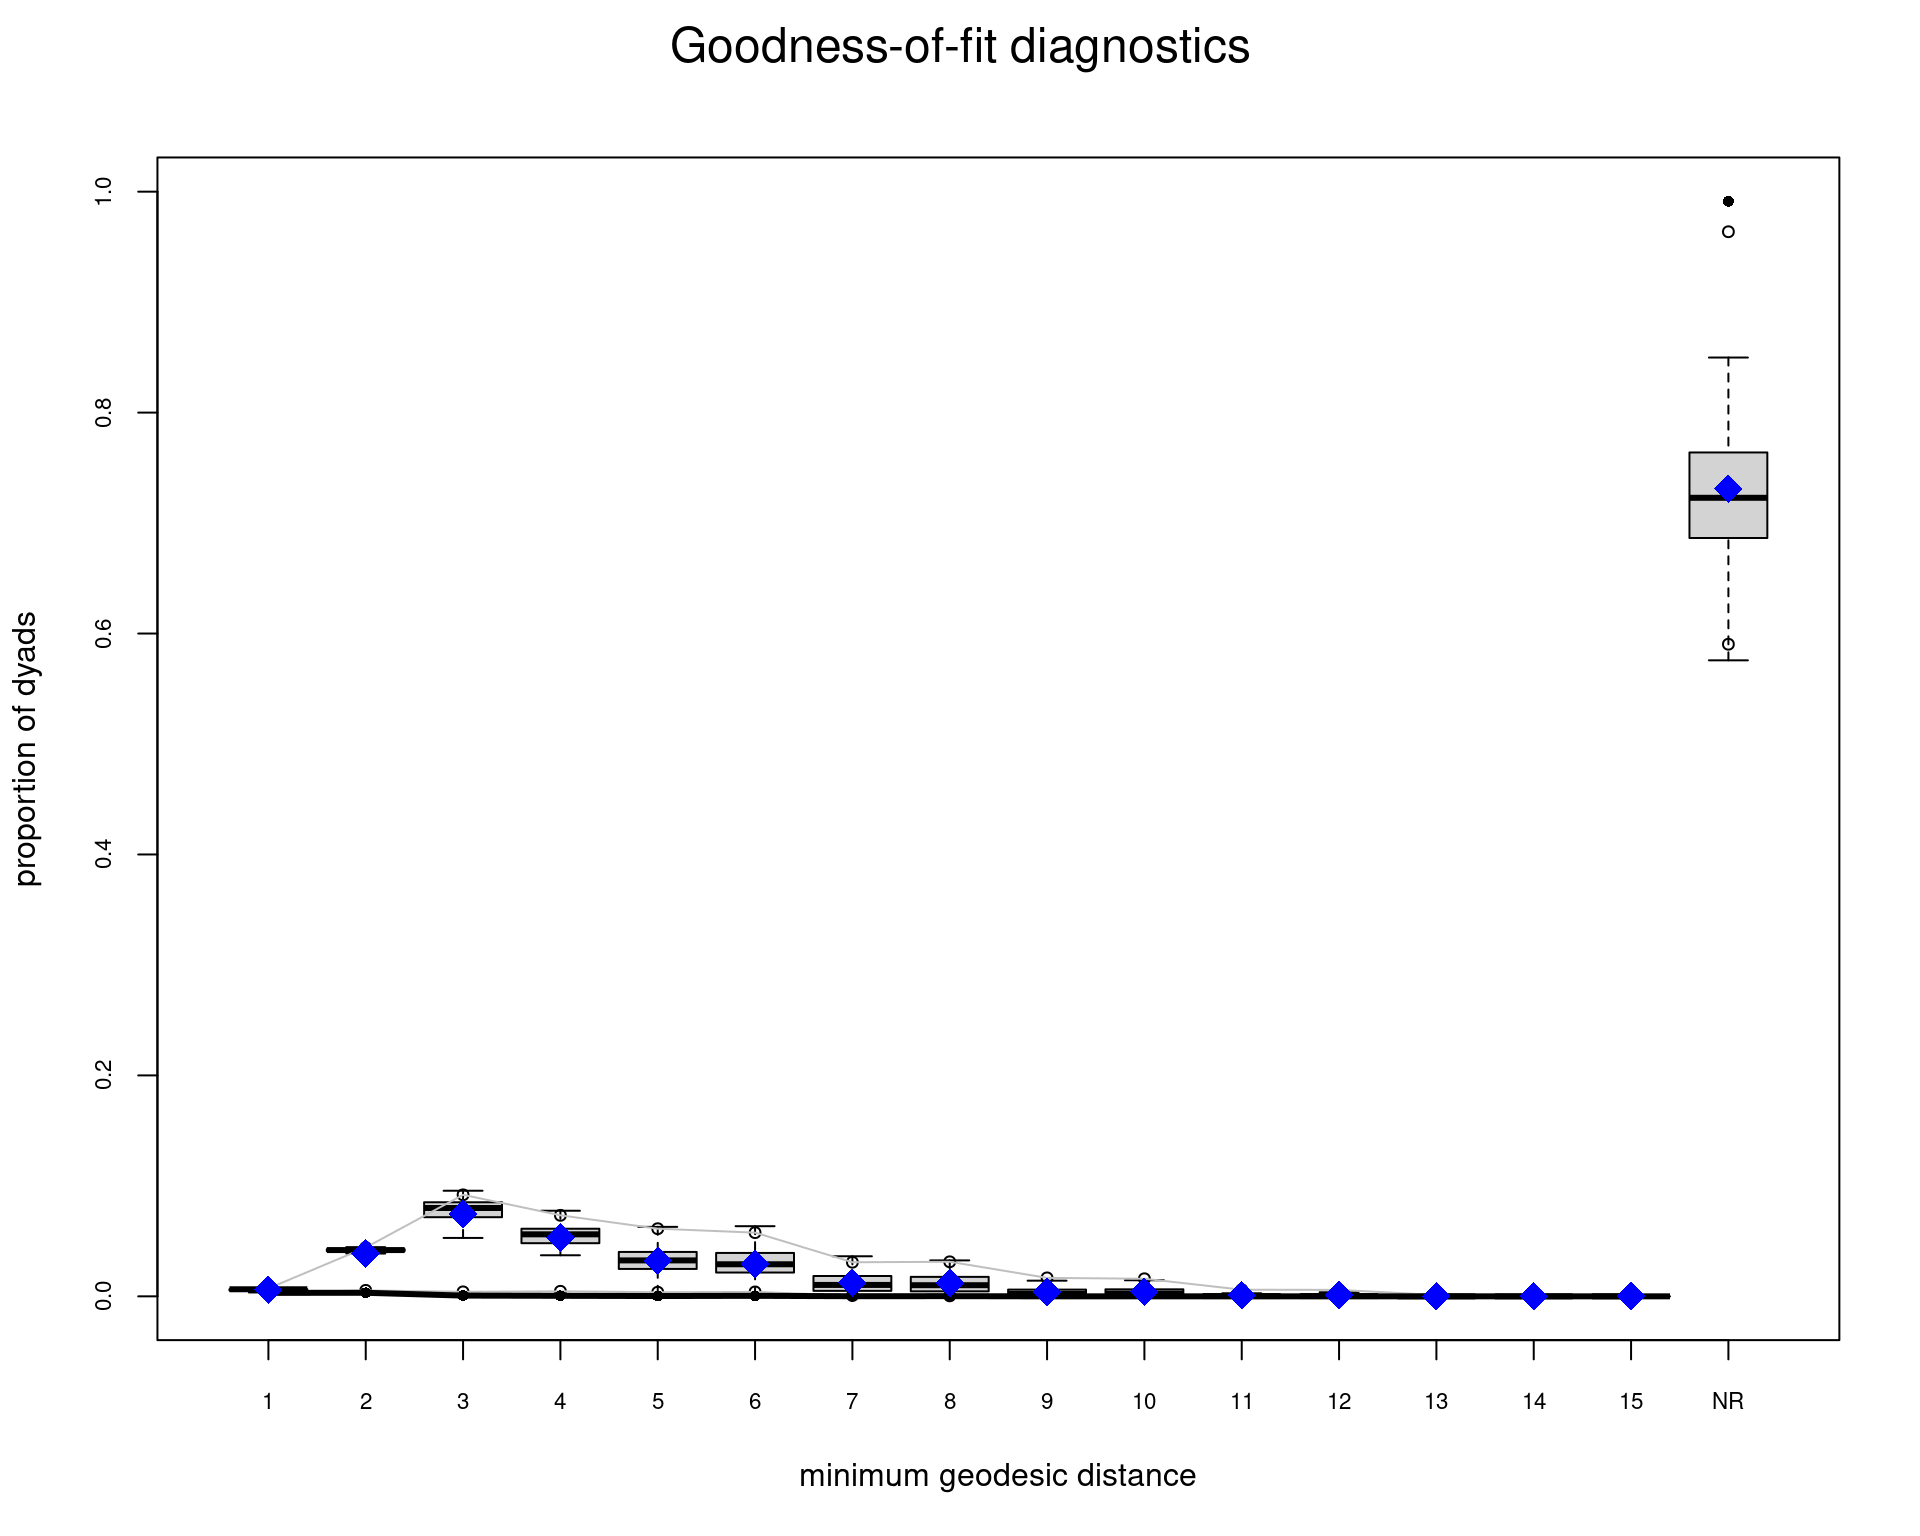 Goodness-of-fit diagnostics
proportion of dyads
1.0
0.8
0.6
0.4
0.2
0.0
1 2 3 4 5 6 7 8 9 10 11 12 13 14 15 NR
minimum geodesic distance